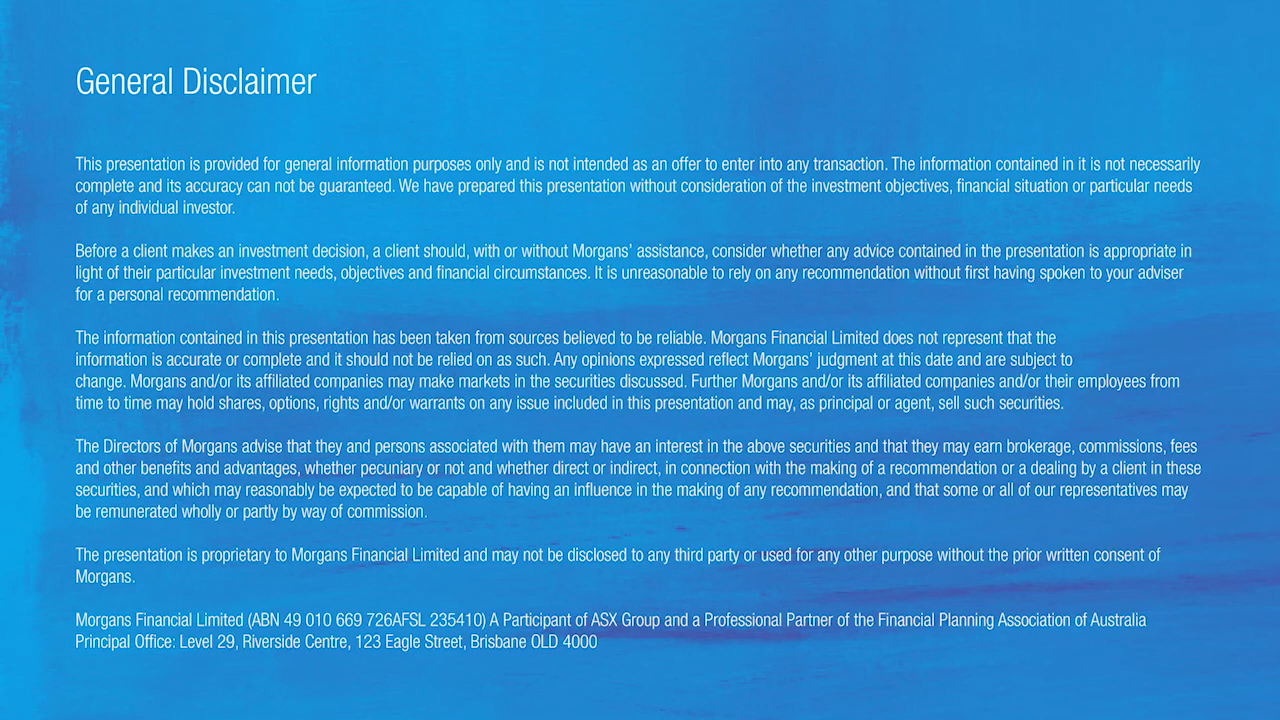 General Disclaimer
This presentation is provided for general information purposes only and is not intended as an offer to enter into any transaction. The information contained in it is not necessarily
complete and its accuracy can not be guaranteed. We have prepared this presentation without consideration of the investment objectives, financial situation or particular needs
of any individual investor.
Before a client makes an investment decision, a client should, with or without Morgans’ assistance, consider whether any advice contained in the presentation is appropriate in
light of their particular investment needs, objectives and financial circumstances. It is unreasonable to rely on any recommendation without first having spoken to your adviser
for a personal recommendation.
The information contained in this presentation has been taken from sources believed to be reliable. Morgans Financial Limited does not represent that the
information is accurate or complete and it should not be relied on as such. Any opinions expressed reflect Morgans’ judgment at this date and are subject to
change. Morgans and/or its affiliated companies may make markets in the securities discussed. Further Morgans and/or its affiliated companies and/or their employees from
time to time may hold shares, options, rights and/or warrants on any issue included in this presentation and may, as principal or agent, sell such securities.
The Directors of Morgans advise that they and persons associated with them may have an interest in the above securities and that they may earn brokerage, commissions, fees
and other benefits and advantages, whether pecuniary or not and whether direct or indirect, in connection with the making of a recommendation or a dealing by a client in these
securities, and which may reasonably be expected to be capable of having an influence in the making of any recommendation, and that some or all of our representatives may
be remunerated wholly or partly by way of commission.
The presentation is proprietary to Morgans Financial Limited and may not be disclosed to any third party or used for any other purpose without the prior written consent of
Morgans.
Morgans Financial Limited (ABN 49 010 669 726AFSL 235410) A Participant of ASX Group and a Professional Partner of the Financial Planning Association of Australia
Principal Office: Level 29, Riverside Centre, 123 Eagle Street, Brisbane OLD 4000